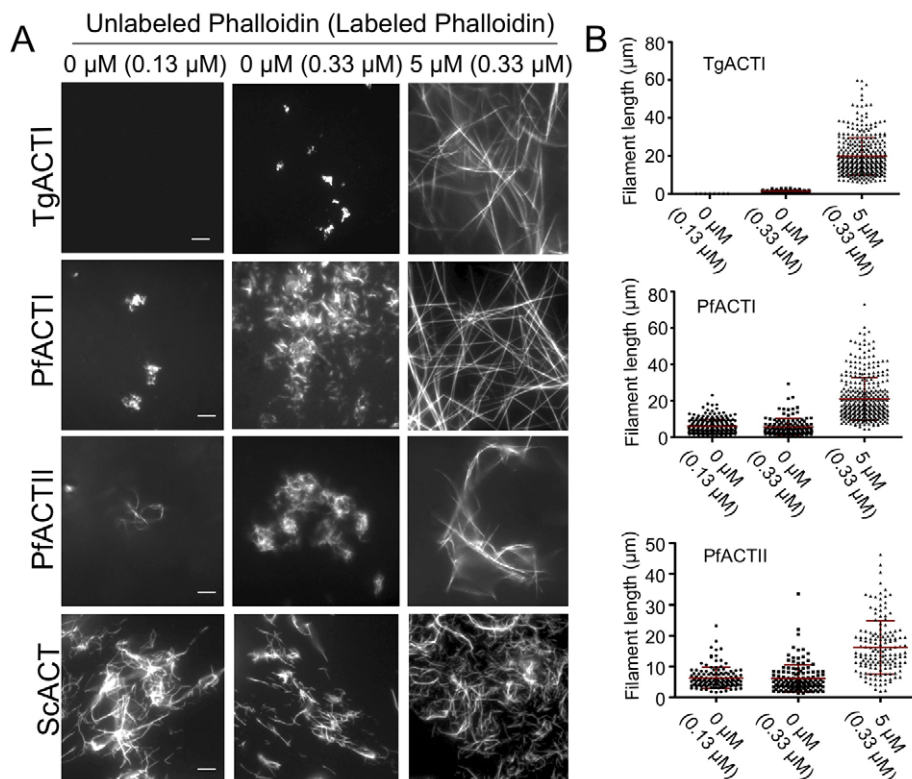 A
Unlabeled Phalloidin (Labeled Phalloidin)
0 µM (0.13 µM) 0 µM (0.33 µM) 5 µM (0.33 µM)
TgACTI
PfACTI
PfACTII
ScACT
B
Filament length (µm)
80
60
40
20
0
TgACTI
0 µM
(0.13 µM)
0 µM
(0.33 µM)
5 µM
(0.33 µM)
Filament length (µm)
80
60
40
20
0
PfACTI
0 µM
(0.13 µM)
0 µM
(0.33 µM)
5 µM
(0.33 µM)
Filament length (µm)
50
40
30
20
10
0
PfACTII
0 µM
(0.13 µM)
0 µM
(0.33 µM)
5 µM
(0.33 µM)